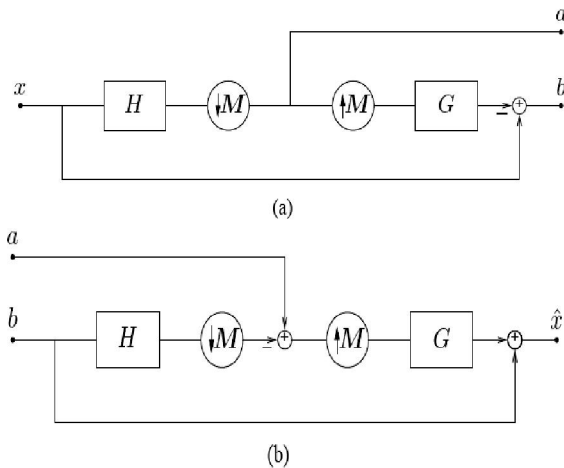 a
x H ↓M ↑M G − + b
(a)
a
b H ↓M − + ↑M G + x̂
(b)